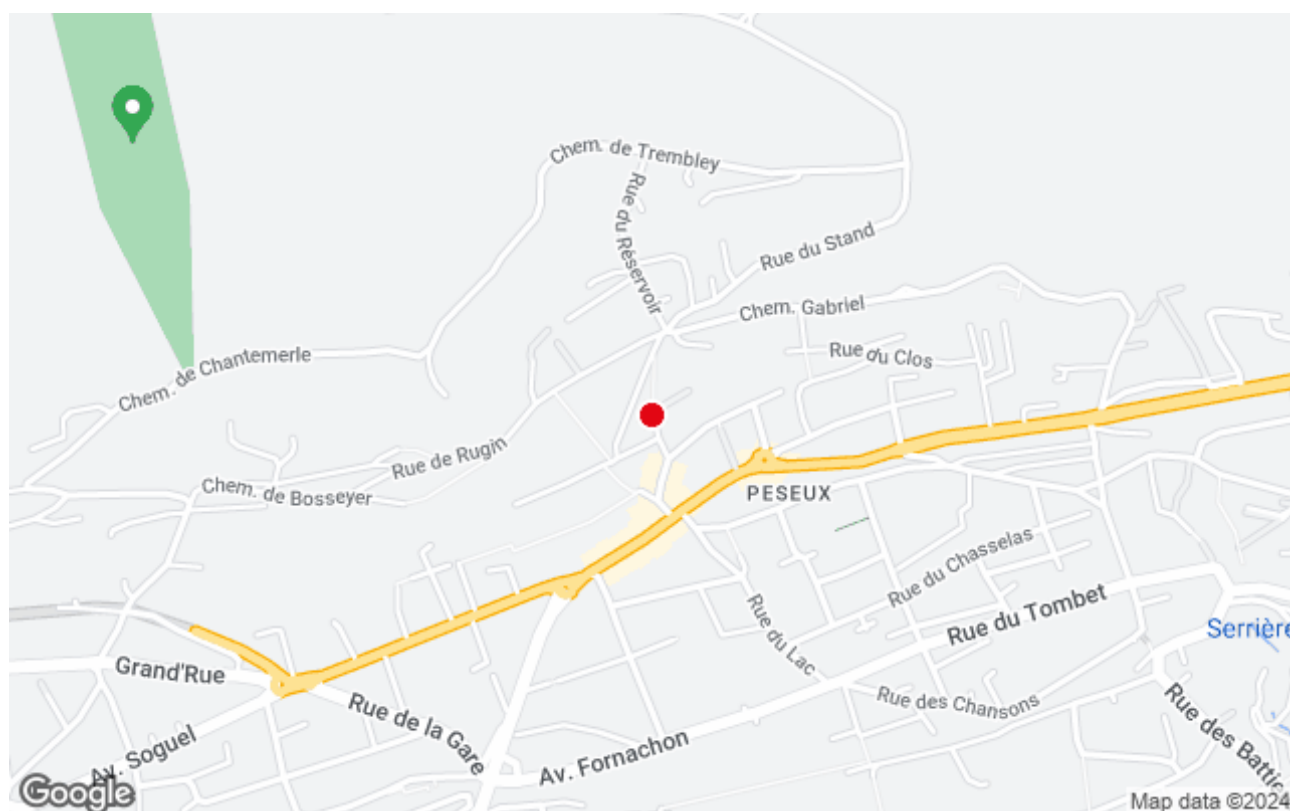 Chem. de Trembley
Rue du Réservoir
Rue du Stand
Chem. Gabriel
Chem. de Chantemerle
Rue du Clos
Rue de Rugin
Chem. de Bosseyer
PESEUX
Rue du Chasselas
Rue du Tombet
Rue du Lac
Serrière
Grand'Rue
Rue des Chansons
Rue de la Gare
Rue des Battie
Av. Soguel
Av. Fornachon
Google
Map data ©2024